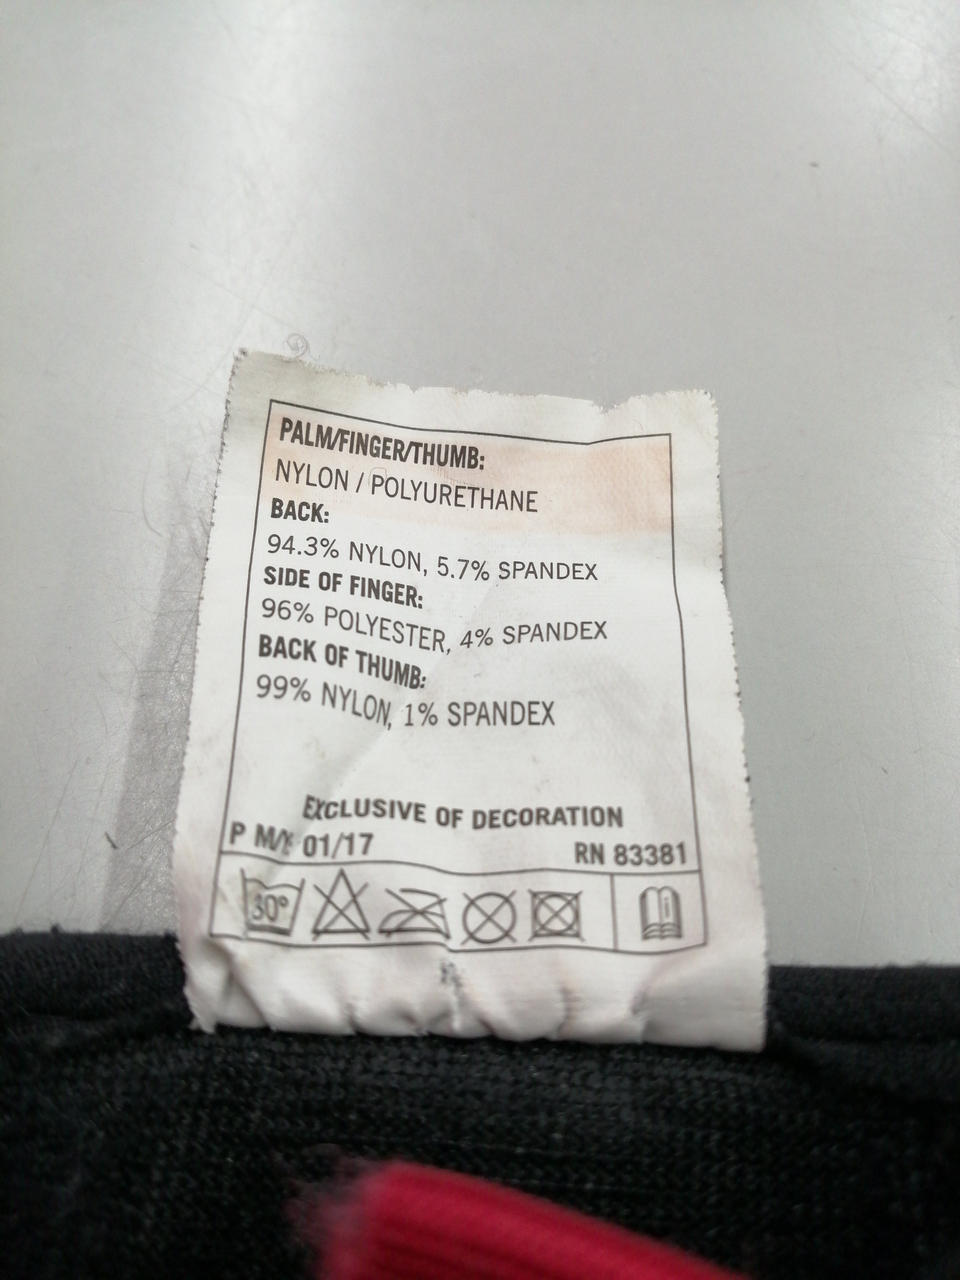 PALM/FINGER/THUMB:
NYLON / POLYURETHANE
BACK:
94.3% NYLON, 5.7% SPANDEX
SIDE OF FINGER:
96% POLYESTER, 4% SPANDEX
BACK OF THUMB:
99% NYLON, 1% SPANDEX
EXCLUSIVE OF DECORATION
P M/Y 01/17 RN 83381
30° i